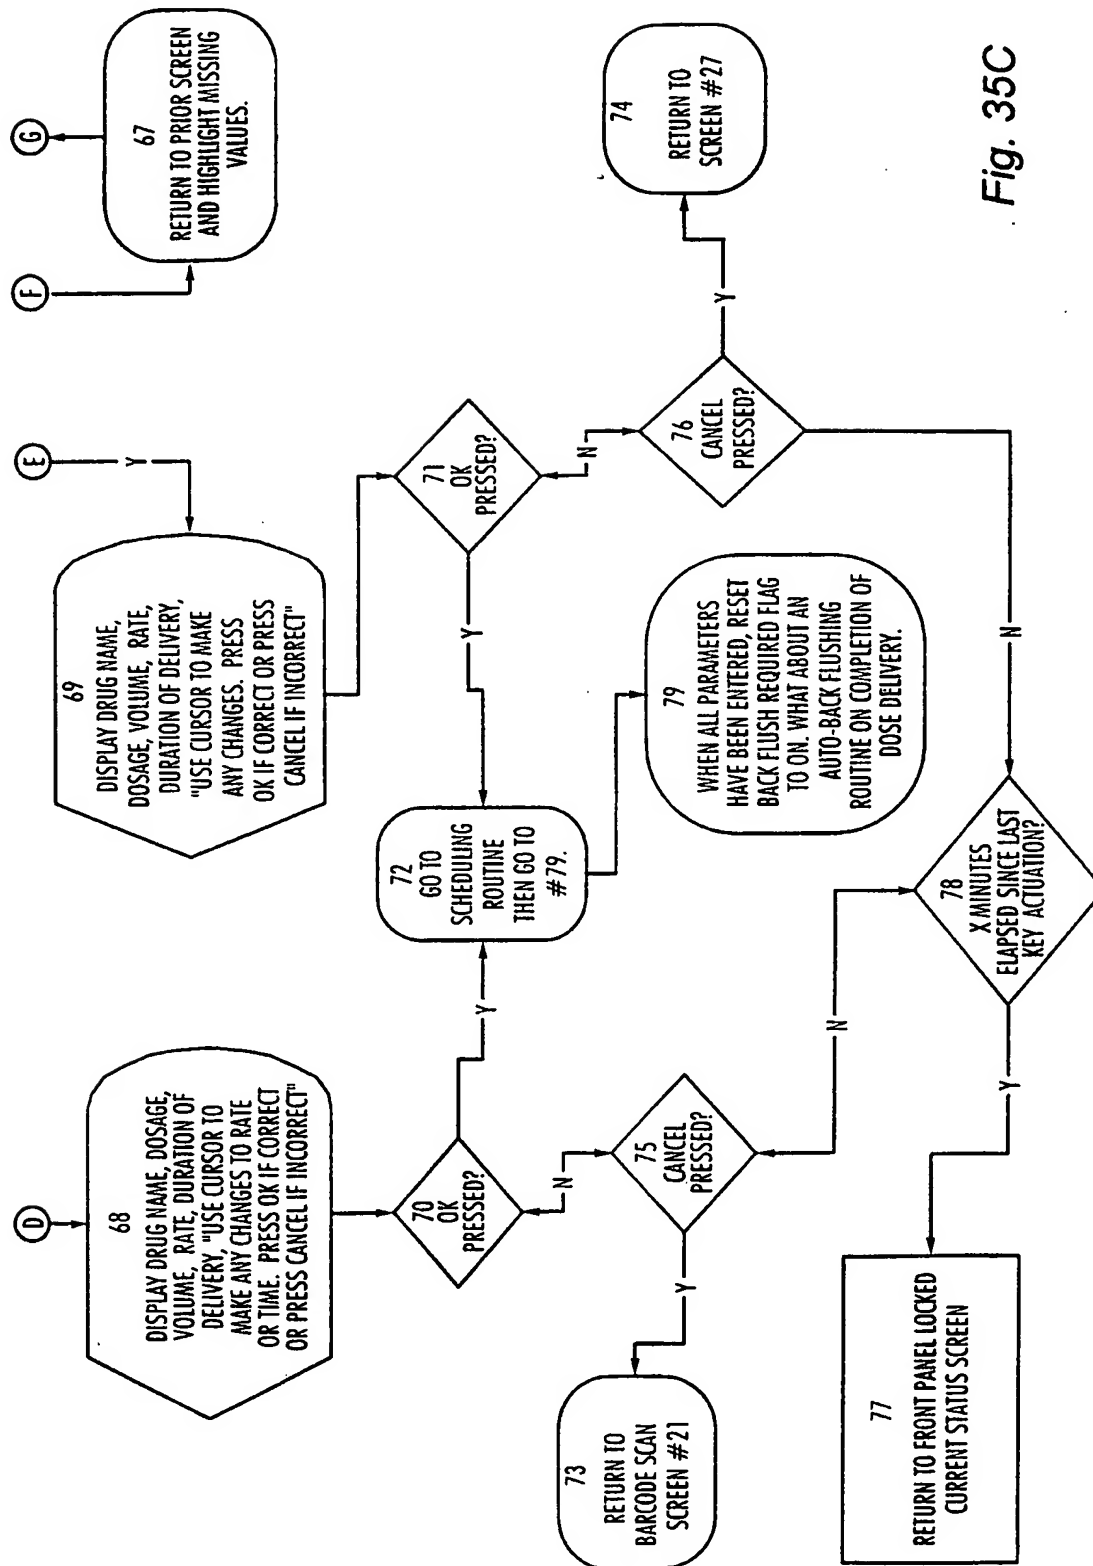 D
68
DISPLAY DRUG NAME, DOSAGE,
VOLUME, RATE, DURATION OF
DELIVERY, "USE CURSOR TO
MAKE ANY CHANGES TO RATE
OR TIME. PRESS OK IF CORRECT
OR PRESS CANCEL IF INCORRECT"
E
Y
69
DISPLAY DRUG NAME,
DOSAGE, VOLUME, RATE,
DURATION OF DELIVERY,
"USE CURSOR TO MAKE
ANY CHANGES. PRESS
OK IF CORRECT OR PRESS
CANCEL IF INCORRECT"
F
G
67
RETURN TO PRIOR SCREEN
AND HIGHLIGHT MISSING
VALUES.
70
OK
PRESSED?
Y
N
72
GO TO
SCHEDULING
ROUTINE
THEN GO TO
#79.
Y
71
OK
PRESSED?
N
73
RETURN TO
BARCODE SCAN
SCREEN #21
Y
75
CANCEL
PRESSED?
N
79
WHEN ALL PARAMETERS
HAVE BEEN ENTERED, RESET
BACK FLUSH REQUIRED FLAG
TO ON. WHAT ABOUT AN
AUTO-BACK FLUSHING
ROUTINE ON COMPLETION OF
DOSE DELIVERY.
76
CANCEL
PRESSED?
Y
N
74
RETURN TO
SCREEN #27
77
RETURN TO FRONT PANEL LOCKED
CURRENT STATUS SCREEN
Y
78
X MINUTES
ELAPSED SINCE LAST
KEY ACTUATION?
Fig. 35C